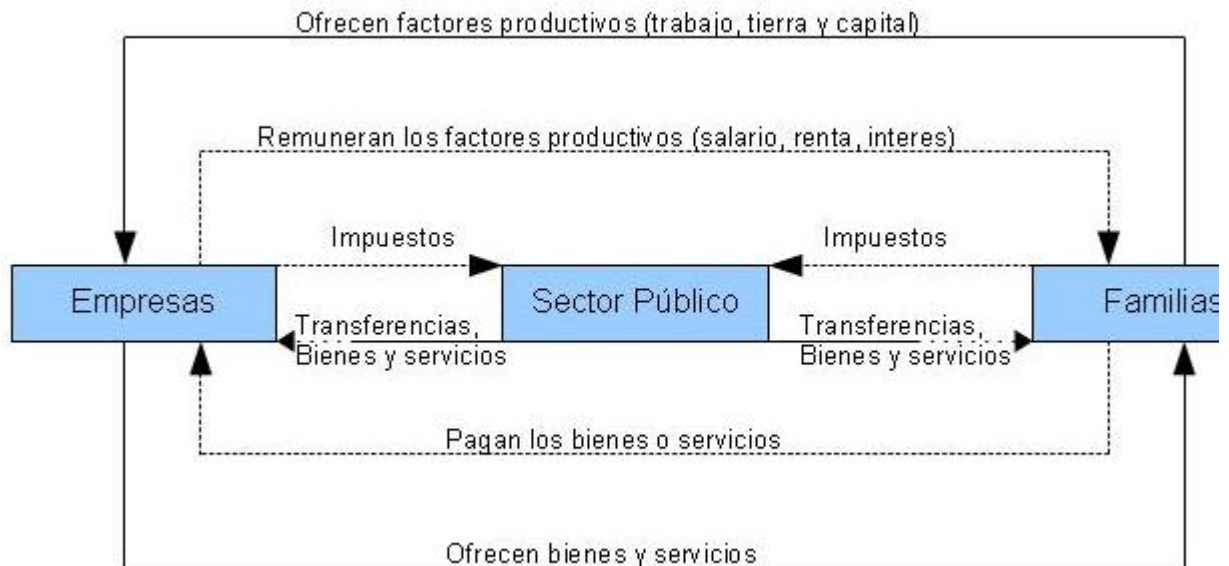 Ofrecen factores productivos (trabajo, tierra y capital)
Remuneran los factores productivos (salario, renta, interes)
Impuestos
Impuestos
Empresas
Sector Público
Familias
Transferencias,
Bienes y servicios
Transferencias,
Bienes y servicios
Pagan los bienes o servicios
Ofrecen bienes y servicios